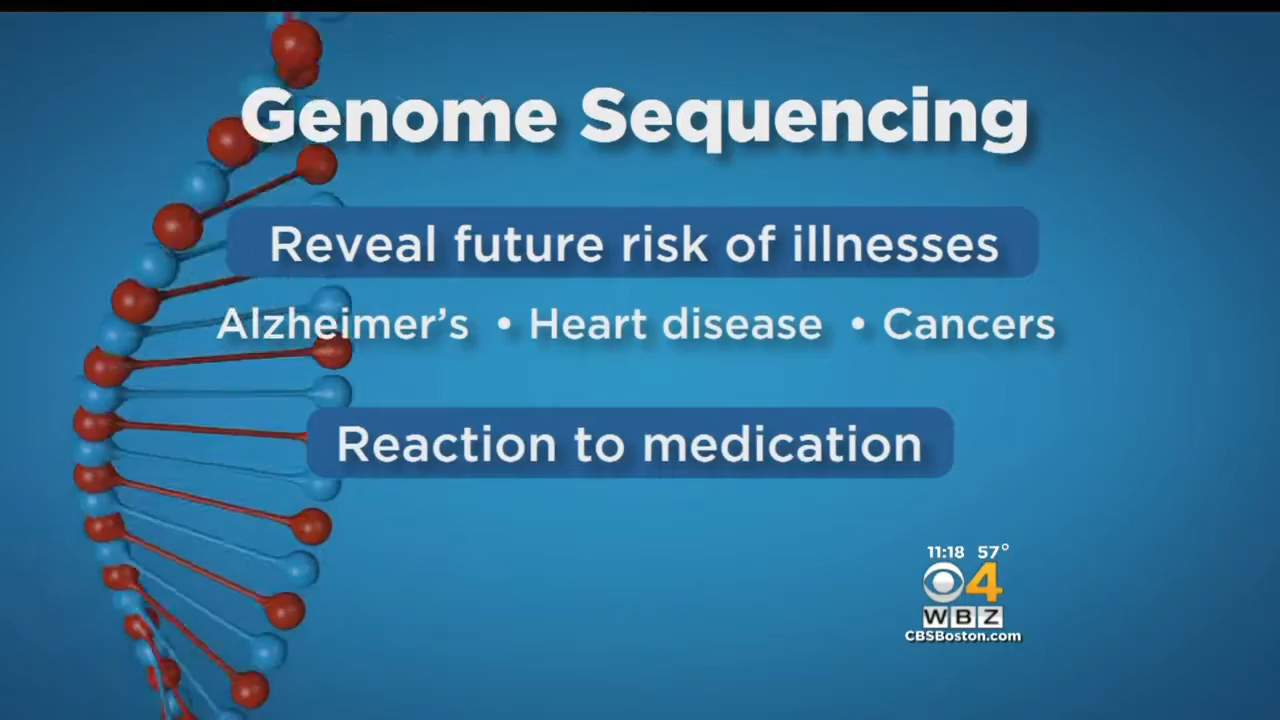 Genome Sequencing
Reveal future risk of illnesses
Alzheimer’s • Heart disease • Cancers
Reaction to medication
11:18 57°
4
WBZ
CBSBoston.com